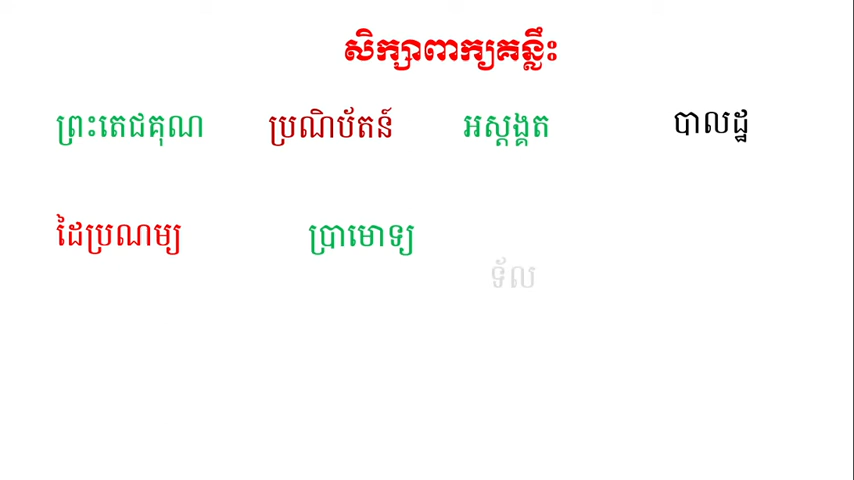 សិក្សាពាក្យគន្លឹះ
ព្រះតេជគុណ ប្រណិប័តន៍ អស្តង្គត បាលដ្ឋ
ដៃប្រណម្យ ប្រាមោទ្យ
ទ័ល